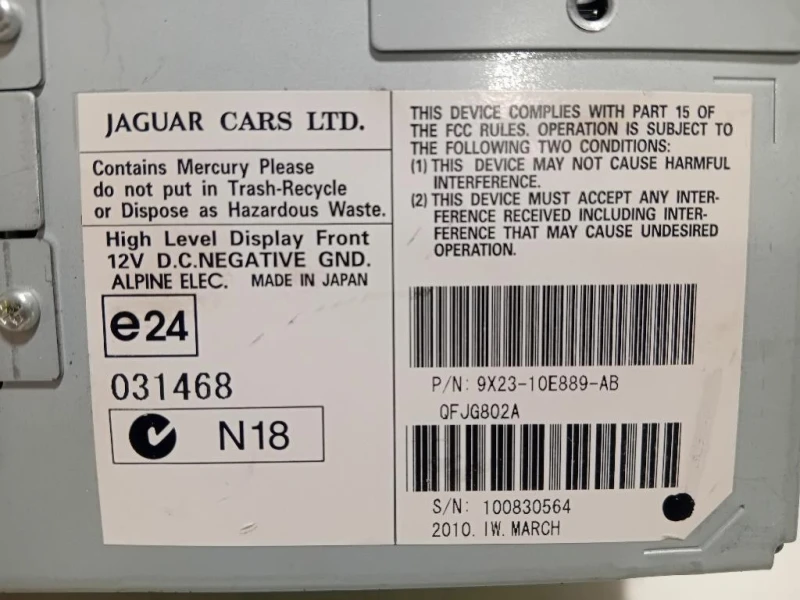 JAGUAR CARS LTD.
Contains Mercury Please
do not put in Trash-Recycle
or Dispose as Hazardous Waste.
High Level Display Front
12V D.C.NEGATIVE GND.
ALPINE ELEC. MADE IN JAPAN
e24
031468
N18
THIS DEVICE COMPLIES WITH PART 15 OF
THE FCC RULES. OPERATION IS SUBJECT TO
THE FOLLOWING TWO CONDITIONS:
(1) THIS DEVICE MAY NOT CAUSE HARMFUL
INTERFERENCE.
(2) THIS DEVICE MUST ACCEPT ANY INTER-
FERENCE RECEIVED INCLUDING INTER-
FERENCE THAT MAY CAUSE UNDESIRED
OPERATION.
P/N: 9X23-10E889-AB
QFJG802A
S/N: 100830564
2010. IW. MARCH